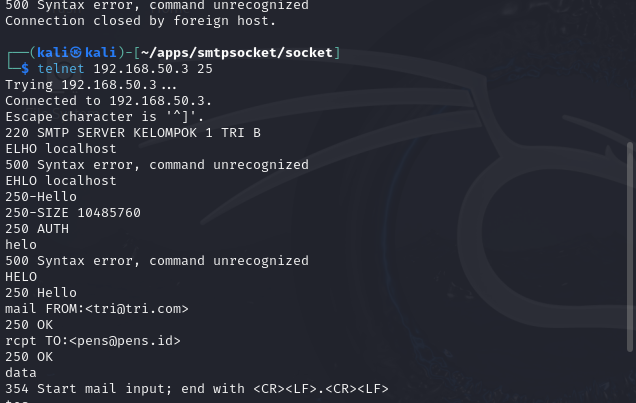 500 Syntax error, command unrecognized
Connection closed by foreign host.
┌──(kali㉿kali)-[~/apps/smtpsocket/socket]
└─$ telnet 192.168.50.3 25
Trying 192.168.50.3...
Connected to 192.168.50.3.
Escape character is '^]'.
220 SMTP SERVER KELOMPOK 1 TRI B
ELHO localhost
500 Syntax error, command unrecognized
EHLO localhost
250-Hello
250-SIZE 10485760
250 AUTH
helo
500 Syntax error, command unrecognized
HELO
250 Hello
mail FROM:<tri@tri.com>
250 OK
rcpt TO:<pens@pens.id>
250 OK
data
354 Start mail input; end with <CR><LF>.<CR><LF>